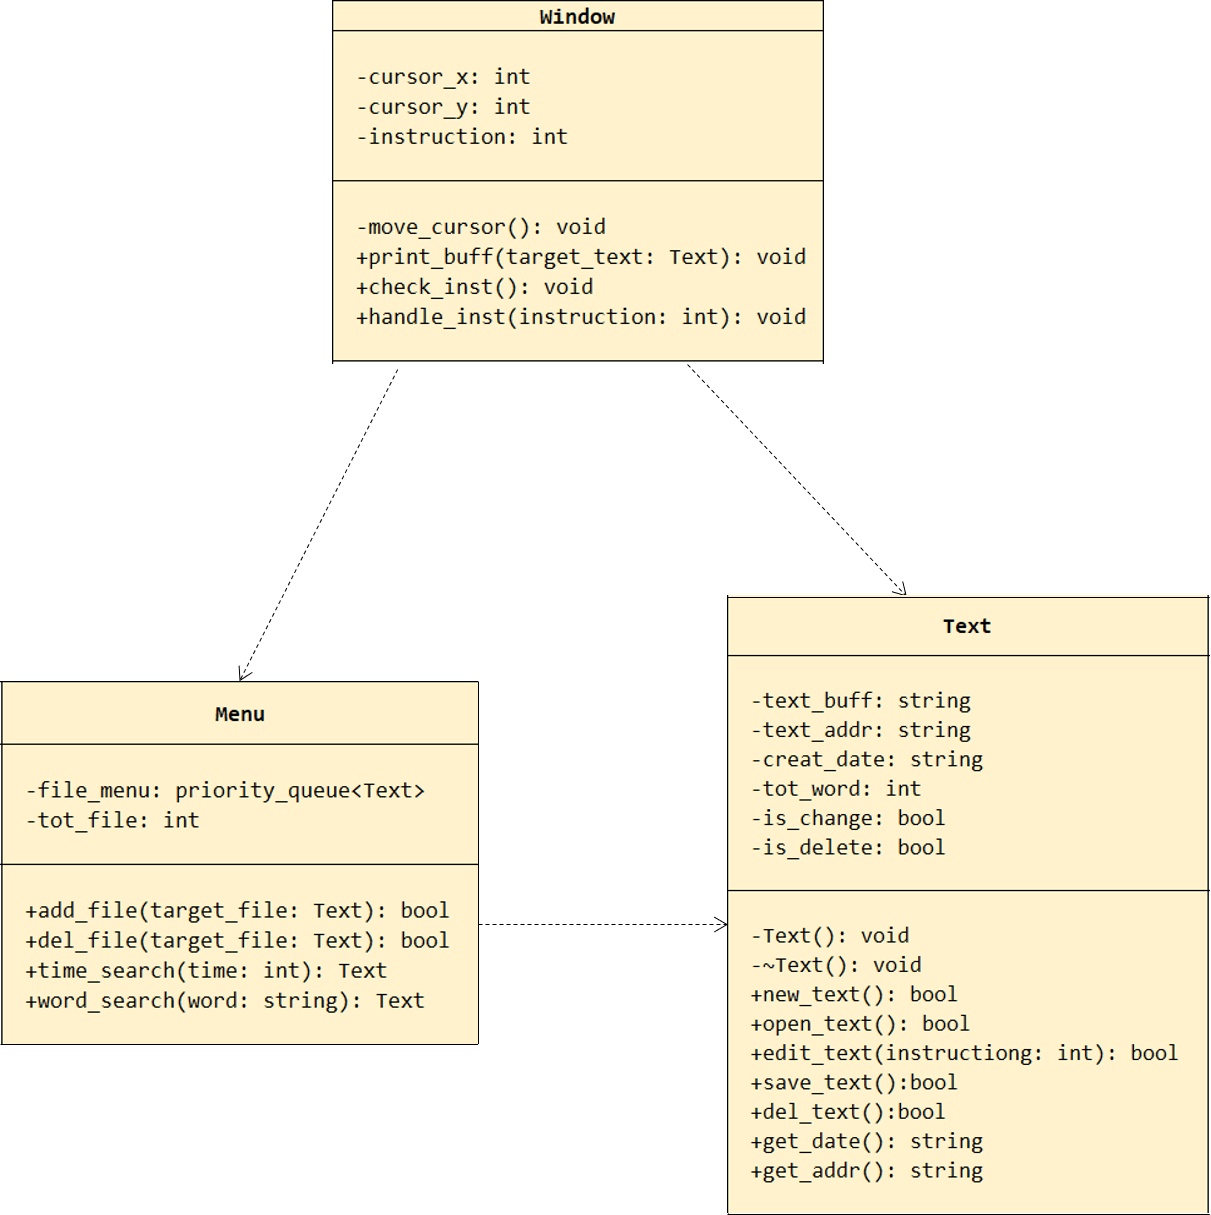 Window
-cursor_x: int
-cursor_y: int
-instruction: int
-move_cursor(): void
+print_buff(target_text: Text): void
+check_inst(): void
+handle_inst(instruction: int): void
Menu
-file_menu: priority_queue<Text>
-tot_file: int
+add_file(target_file: Text): bool
+del_file(target_file: Text): bool
+time_search(time: int): Text
+word_search(word: string): Text
Text
-text_buff: string
-text_addr: string
-creat_date: string
-tot_word: int
-is_change: bool
-is_delete: bool
-Text(): void
-~Text(): void
+new_text(): bool
+open_text(): bool
+edit_text(instructiong: int): bool
+save_text():bool
+del_text():bool
+get_date(): string
+get_addr(): string